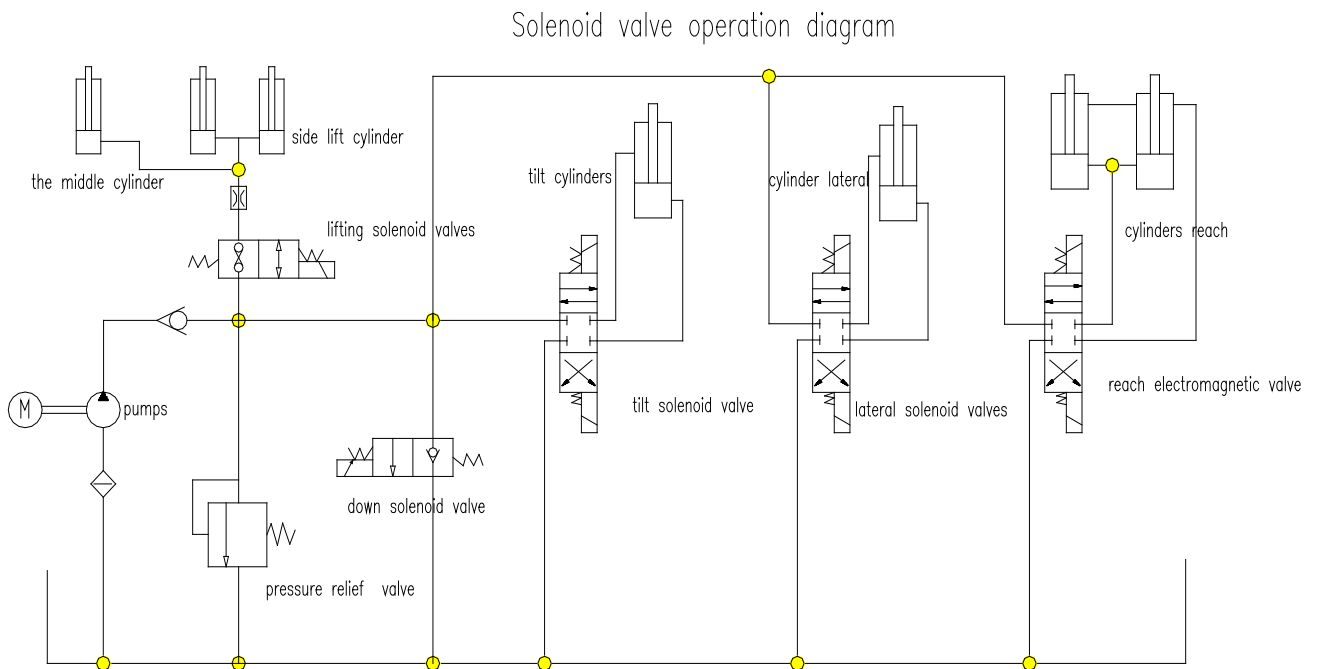 Solenoid valve operation diagram
side lift cylinder
the middle cylinder
tilt cylinders
cylinder lateral
lifting solenoid valves
cylinders reach
M
pumps
tilt solenoid valve
lateral solenoid valves
reach electromagnetic valve
down solenoid valve
pressure relief valve